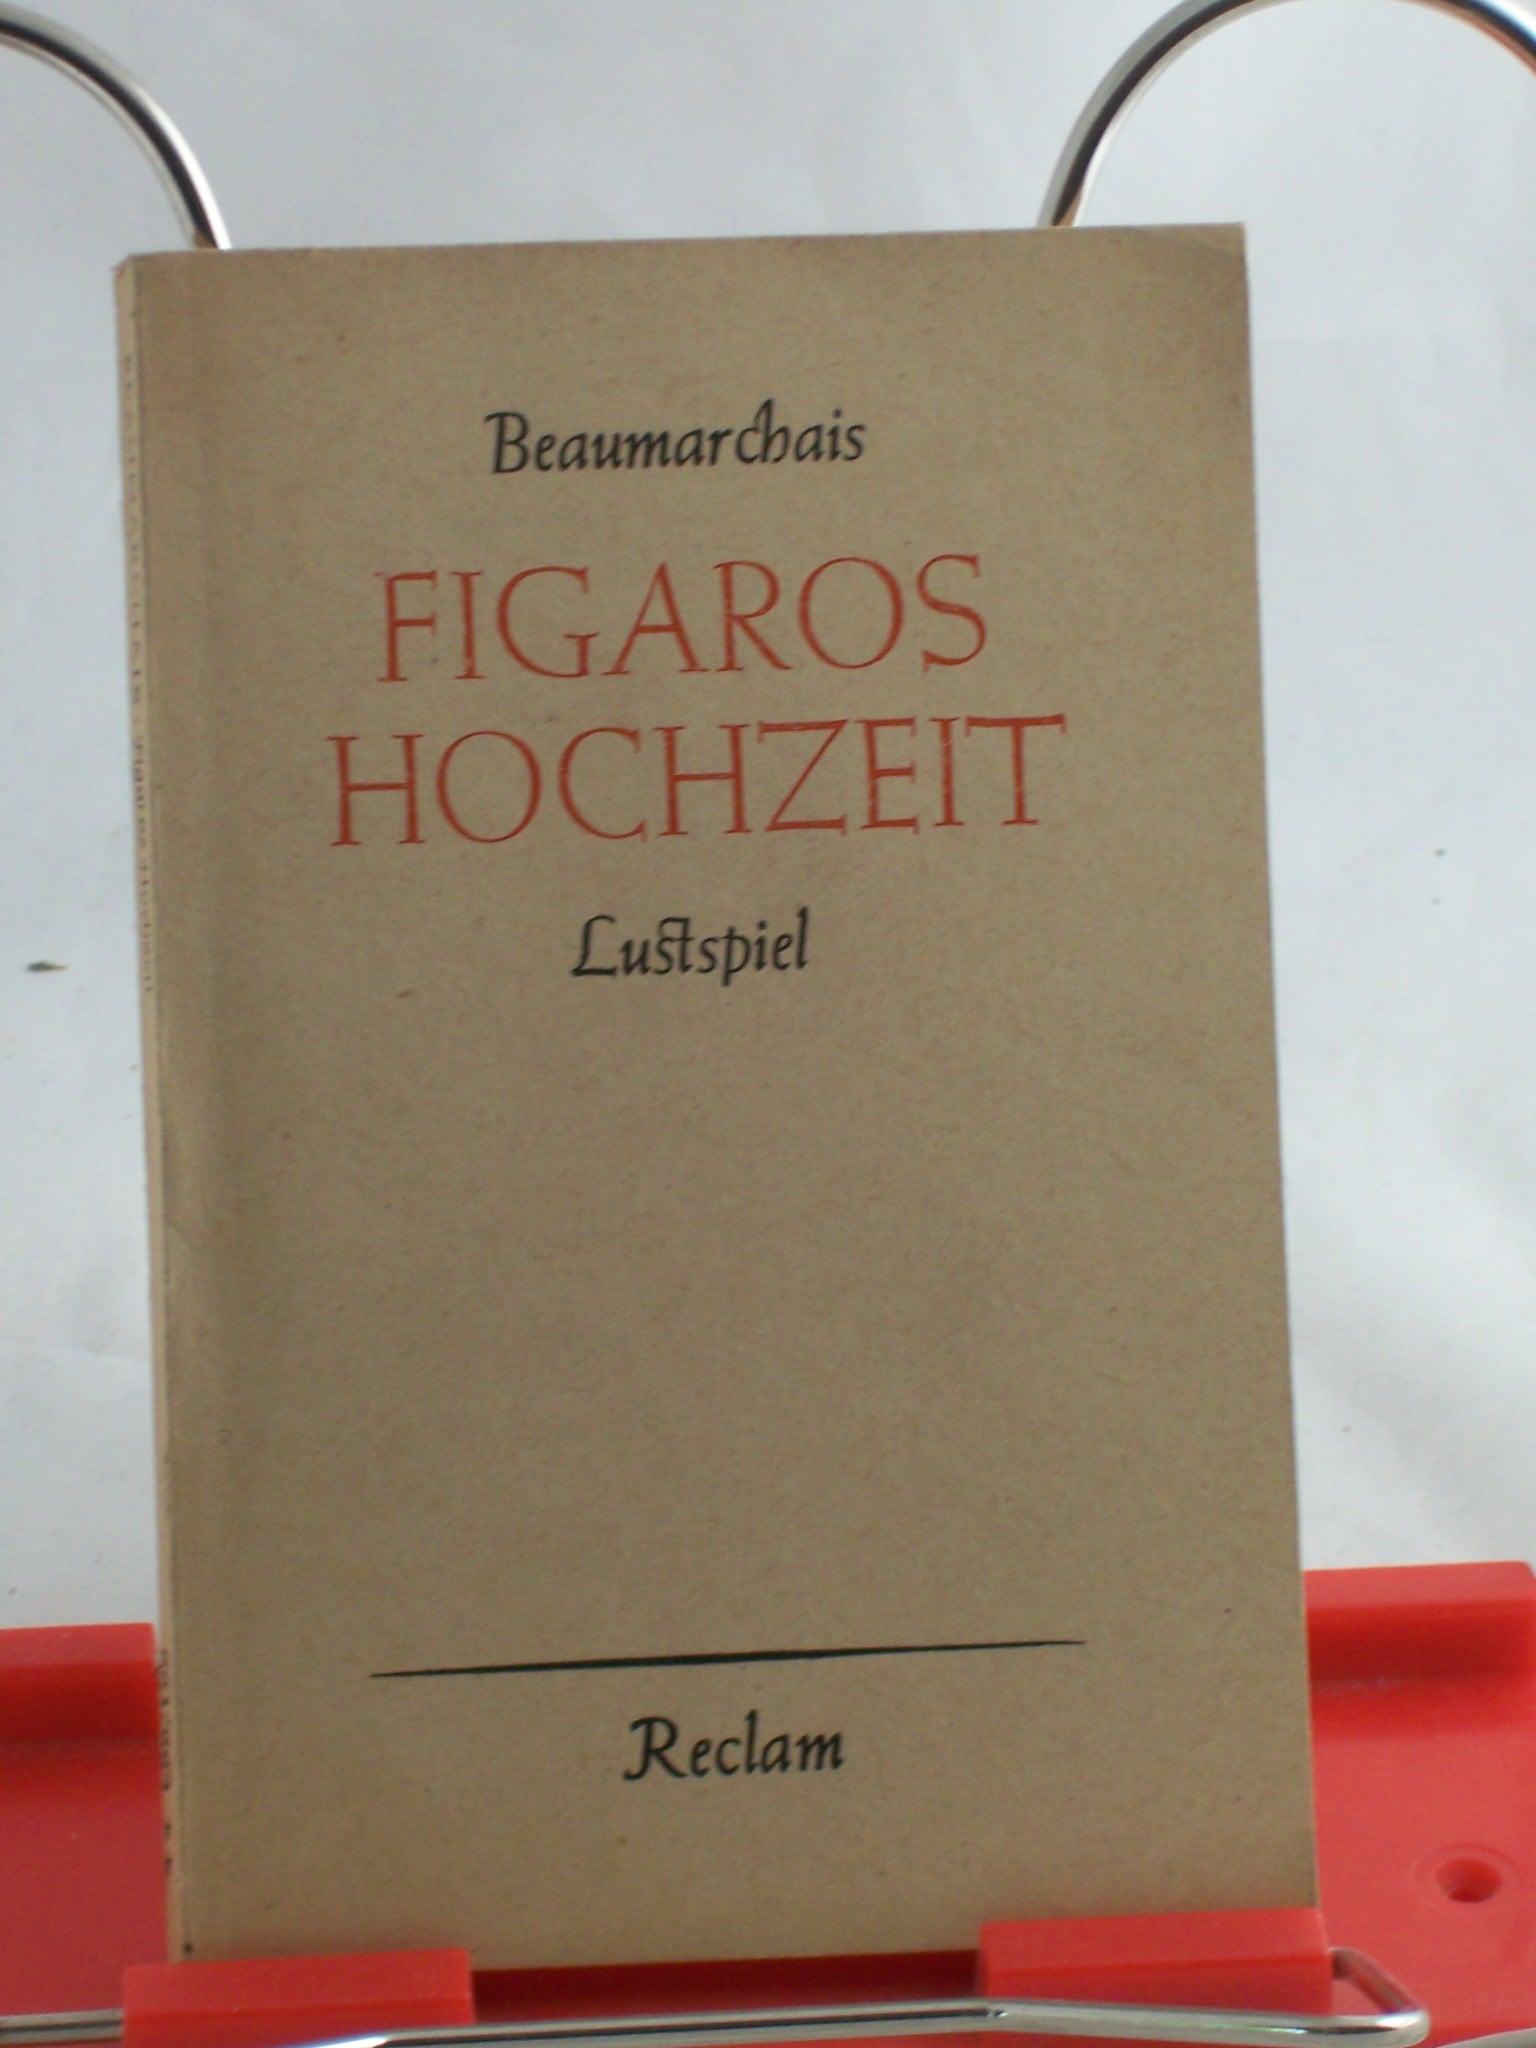 Beaumarchais
FIGAROS
HOCHZEIT
Lustspiel
Reclam